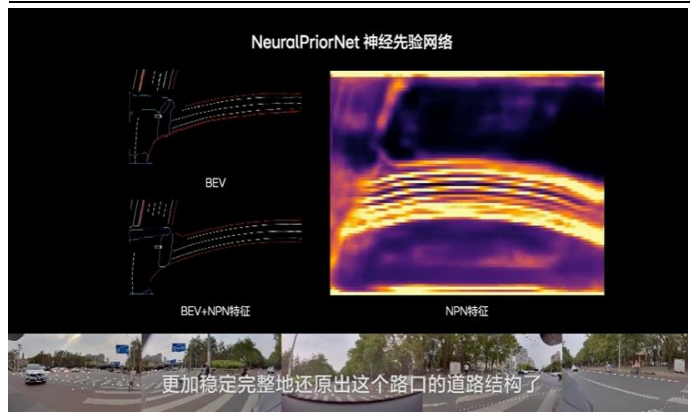 NeuralPriorNet 神经先验网络
BEV
BEV+NPN特征
NPN特征
更加稳定完整地还原出这个路口的道路结构了